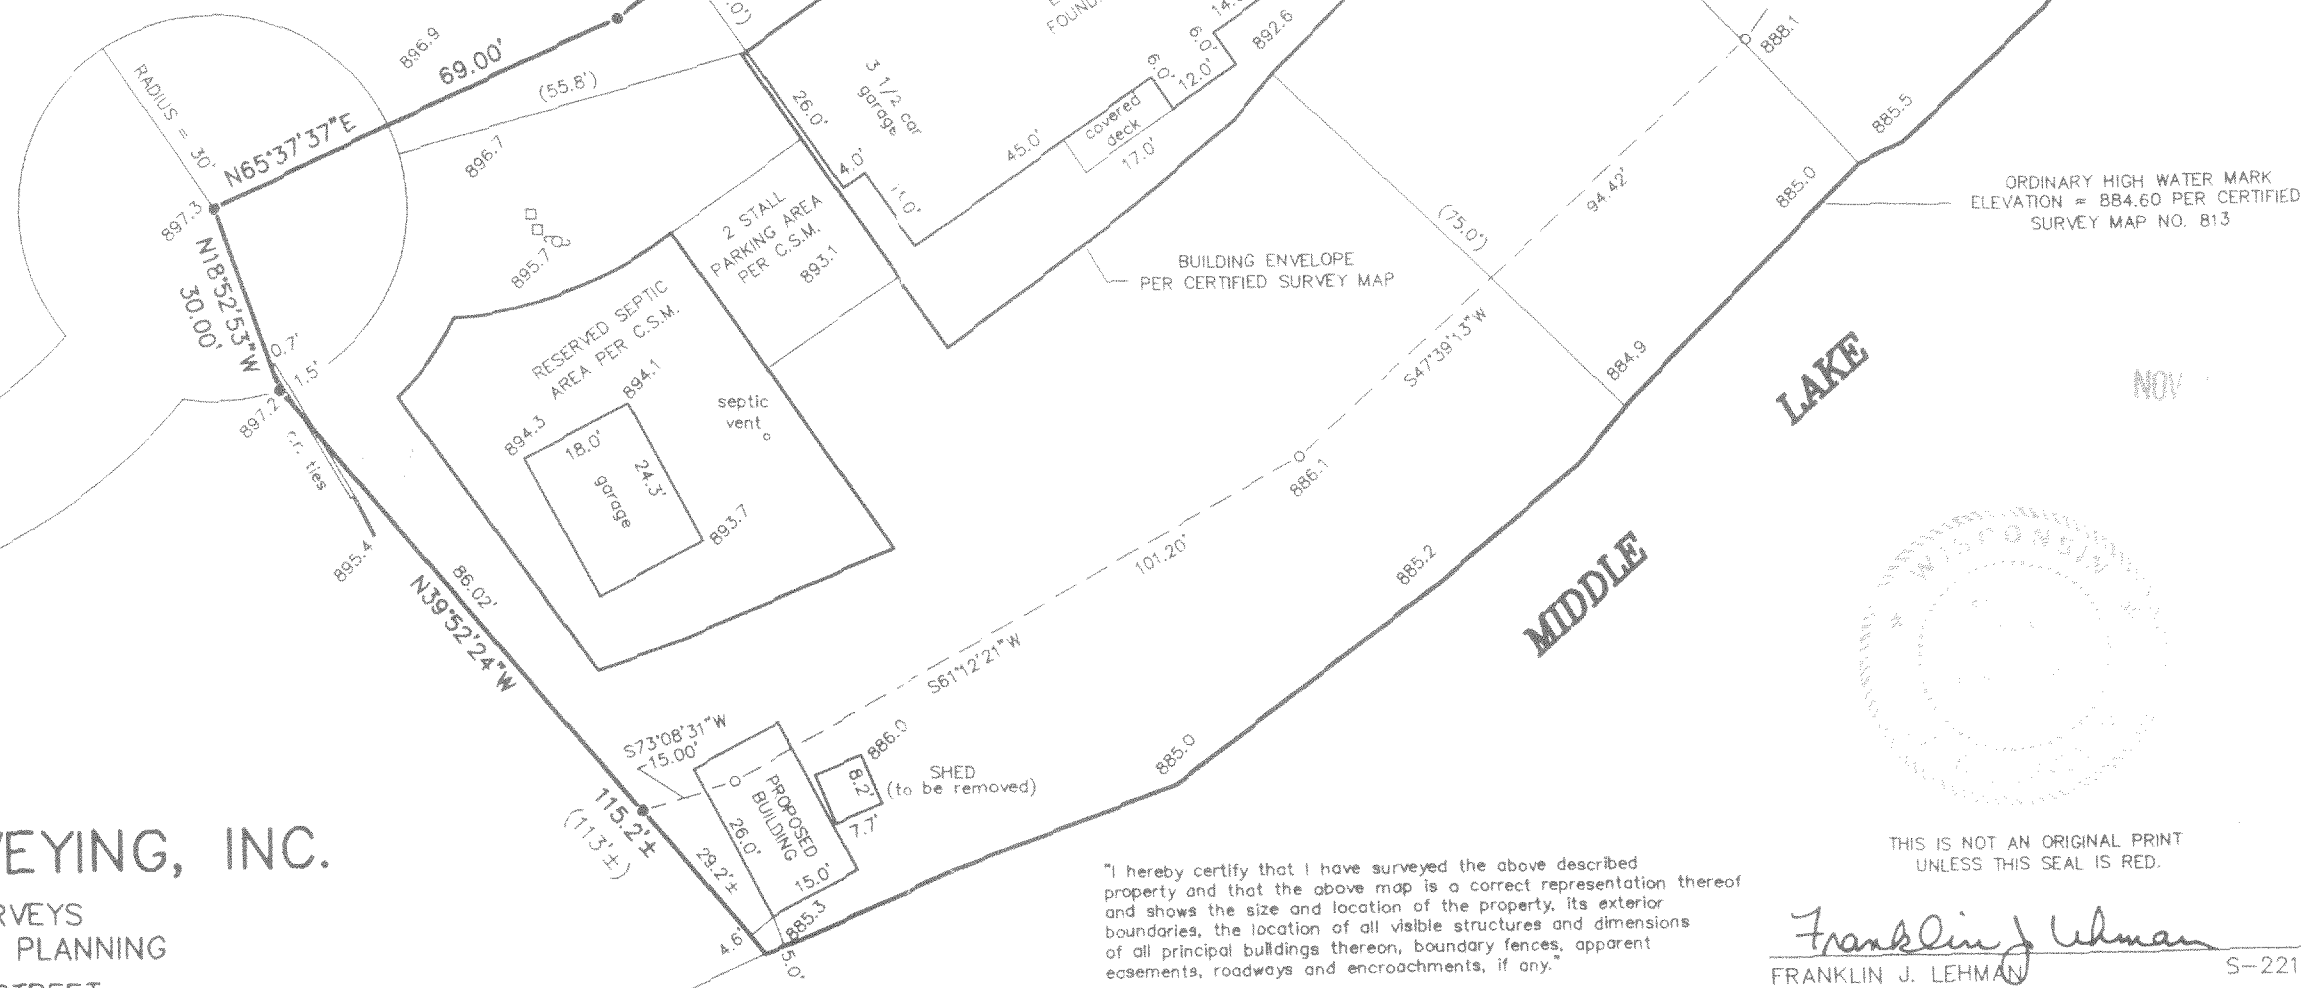 896.9
69.00'
RADIUS = 30'
(55.8')
N65°37'37"E
896.7
897.3
N18°52'53"W
30.00'
895.7
0.7'
1.5'
897.2
cr. ties
895.4
86.02'
N39°52'24"W
26.0'
3 1/2 car
garage
4.0'
45.0'
covered
deck
17.0'
6.0'
12.0'
6.0'
892.6
2 STALL
PARKING AREA
PER C.S.M.
893.1
RESERVED SEPTIC
AREA PER C.S.M.
894.1
894.3
18.0'
24.3'
garage
893.7
septic
vent
BUILDING ENVELOPE
PER CERTIFIED SURVEY MAP
888.1
885.5
94.42'
885.0
(75.0')
ORDINARY HIGH WATER MARK
ELEVATION = 884.60 PER CERTIFIED
SURVEY MAP NO. 813
S47°39'13"W
884.9
886.1
101.20'
885.2
S61°12'21"W
LAKE
MIDDLE
NOV
WISCONSIN
S73°08'31"W
15.00'
PROPOSED
BUILDING
26.0'
15.0'
886.0
8.2'
7.7'
SHED
(to be removed)
885.0
115.2'±
(113'±)
29.2'±
4.6'
885.3
5.0'
VEYING, INC.
RVEYS
PLANNING
STREET
"I hereby certify that I have surveyed the above described
property and that the above map is a correct representation thereof
and shows the size and location of the property, its exterior
boundaries, the location of all visible structures and dimensions
of all principal buildings thereon, boundary fences, apparent
easements, roadways and encroachments, if any."
THIS IS NOT AN ORIGINAL PRINT
UNLESS THIS SEAL IS RED.
Franklin J Lehman
FRANKLIN J. LEHMAN
S-221